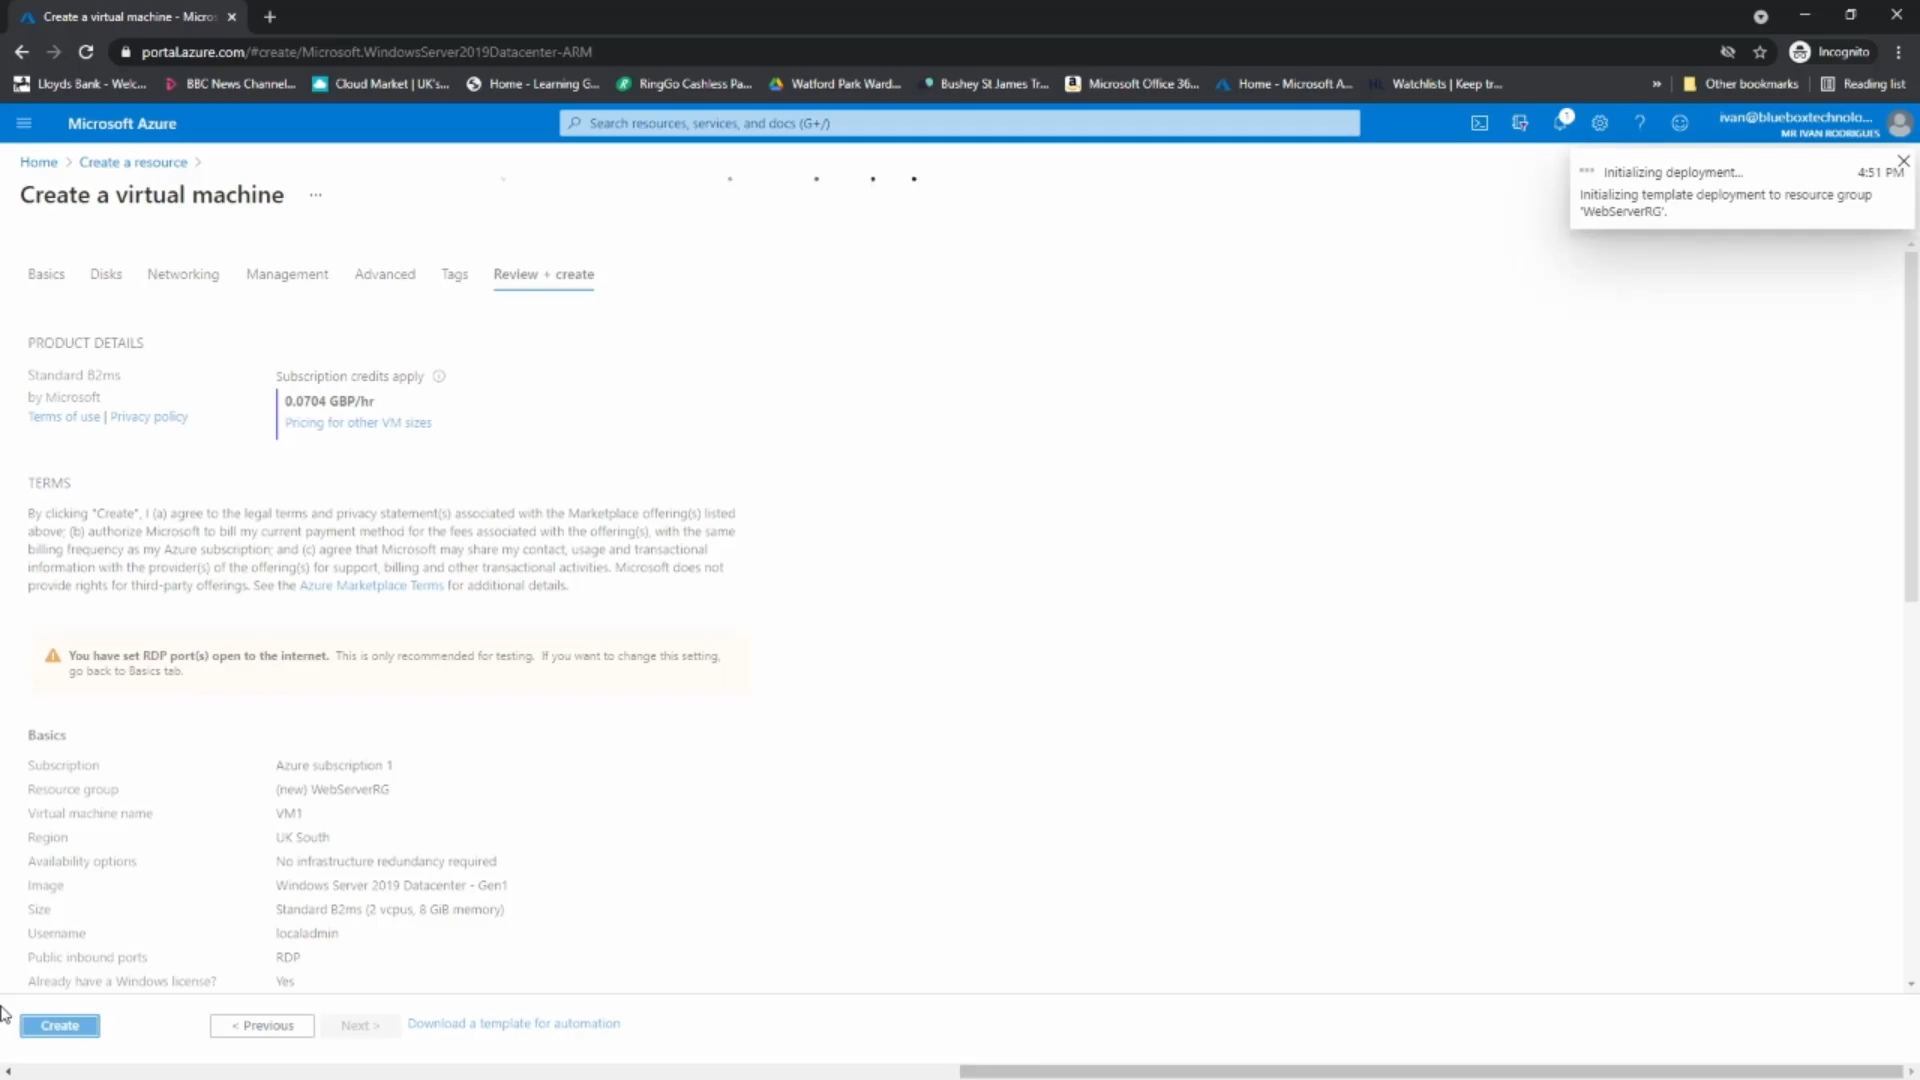 Create a virtual machine - Micros
portal.azure.com/#create/Microsoft.WindowsServer2019Datacenter-ARM
Incognito
Lloyds Bank - Welc...
BBC News Channel...
Cloud Market | UK's...
Home - Learning G...
RingGo Cashless Pa...
Watford Park Ward...
Bushey St James Tr...
Microsoft Office 36...
Home - Microsoft A...
HL Watchlists | Keep tr...
»
Other bookmarks
Reading list
Microsoft Azure
Search resources, services, and docs (G+/)
1
ivan@blueboxtechnolo...
MR IVAN RODRIGUES
Home > Create a resource >
Create a virtual machine ...
Initializing deployment...
4:51 PM
Initializing template deployment to resource group
'WebServerRG'.
Basics Disks Networking Management Advanced Tags Review + create
PRODUCT DETAILS
Standard B2ms
by Microsoft
Terms of use | Privacy policy
Subscription credits apply
0.0704 GBP/hr
Pricing for other VM sizes
TERMS
By clicking "Create", I (a) agree to the legal terms and privacy statement(s) associated with the Marketplace offering(s) listed
above; (b) authorize Microsoft to bill my current payment method for the fees associated with the offering(s), with the same
billing frequency as my Azure subscription; and (c) agree that Microsoft may share my contact, usage and transactional
information with the provider(s) of the offering(s) for support, billing and other transactional activities. Microsoft does not
provide rights for third-party offerings. See the Azure Marketplace Terms for additional details.
You have set RDP port(s) open to the internet. This is only recommended for testing. If you want to change this setting,
go back to Basics tab.
Basics
Subscription Azure subscription 1
Resource group (new) WebServerRG
Virtual machine name VM1
Region UK South
Availability options No infrastructure redundancy required
Image Windows Server 2019 Datacenter - Gen1
Size Standard B2ms (2 vcpus, 8 GiB memory)
Username localadmin
Public inbound ports RDP
Already have a Windows license? Yes
Create
< Previous
Next >
Download a template for automation